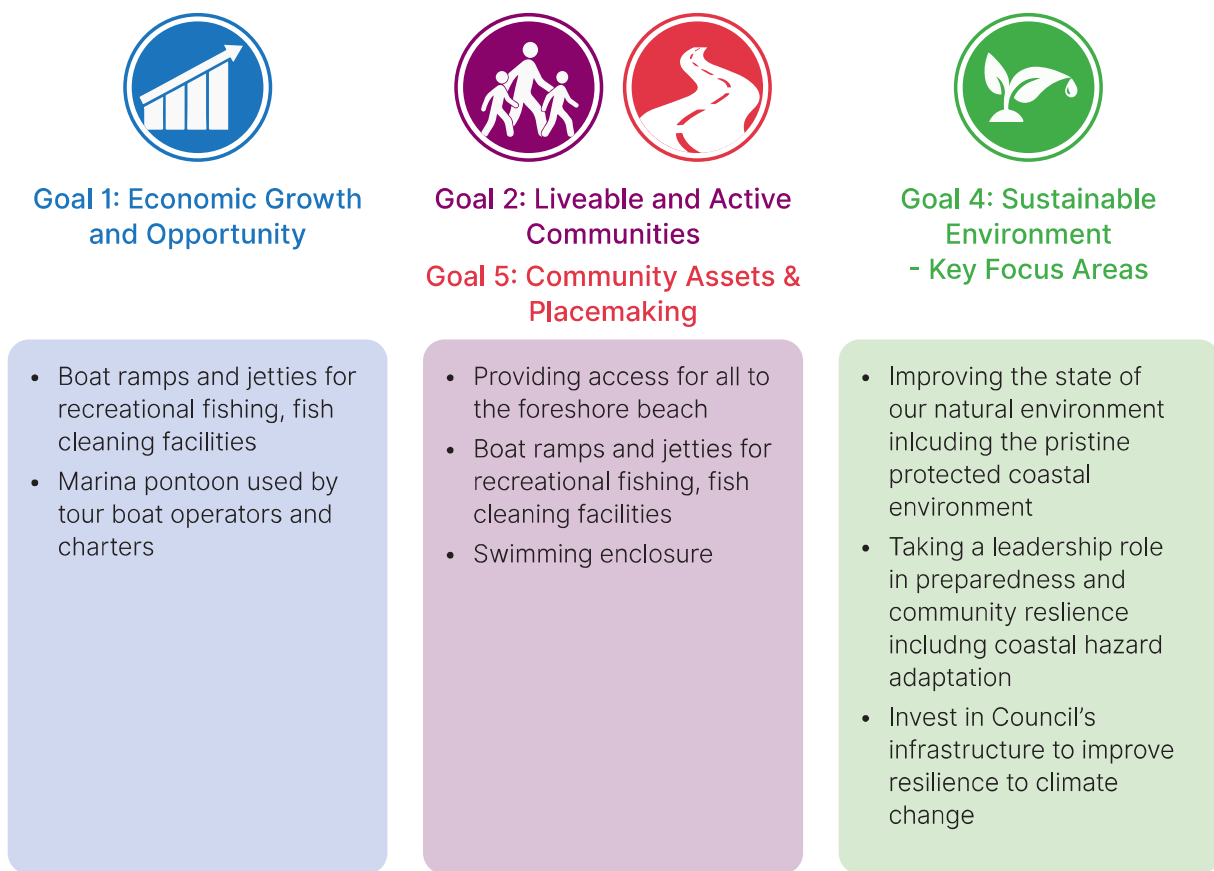 Goal 1: Economic Growth
and Opportunity
• Boat ramps and jetties for
recreational fishing, fish
cleaning facilities
• Marina pontoon used by
tour boat operators and
charters
Goal 2: Liveable and Active
Communities
Goal 5: Community Assets &
Placemaking
• Providing access for all to
the foreshore beach
• Boat ramps and jetties for
recreational fishing, fish
cleaning facilities
• Swimming enclosure
Goal 4: Sustainable
Environment
- Key Focus Areas
• Improving the state of
our natural environment
inlcuding the pristine
protected coastal
environment
• Taking a leadership role
in preparedness and
community reslience
includng coastal hazard
adaptation
• Invest in Council’s
infrastructure to improve
resilience to climate
change